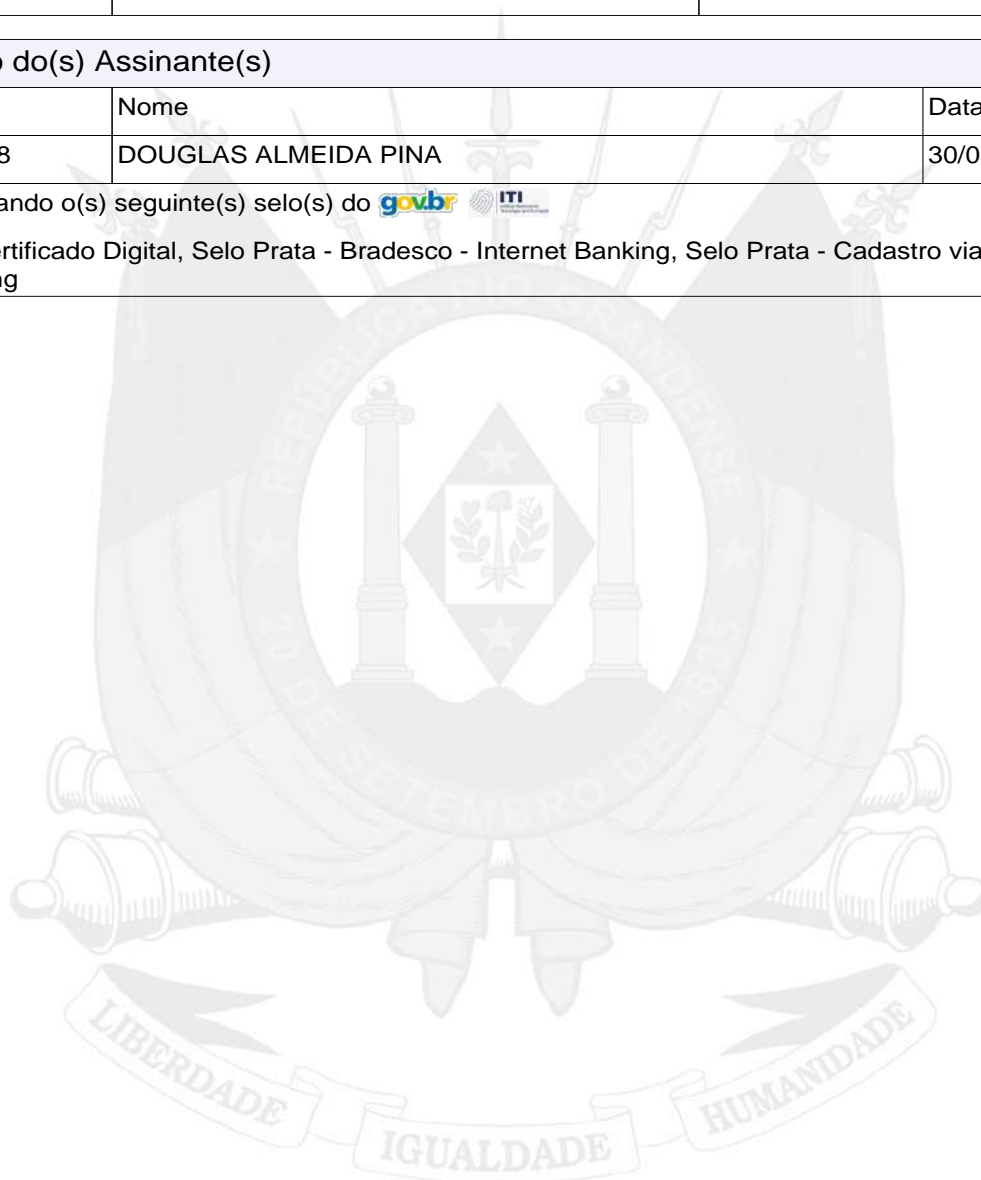 o do(s) Assinante(s)
Nome
Data
8
DOUGLAS ALMEIDA PINA
30/0
ando o(s) seguinte(s) selo(s) do gov.br ITI
ertificado Digital, Selo Prata - Bradesco - Internet Banking, Selo Prata - Cadastro via
ng
REPÚBLICA RIO GRANDENSE
20 DE SETEMBRO DE 1835
LIBERDADE
IGUALDADE
HUMANIDADE